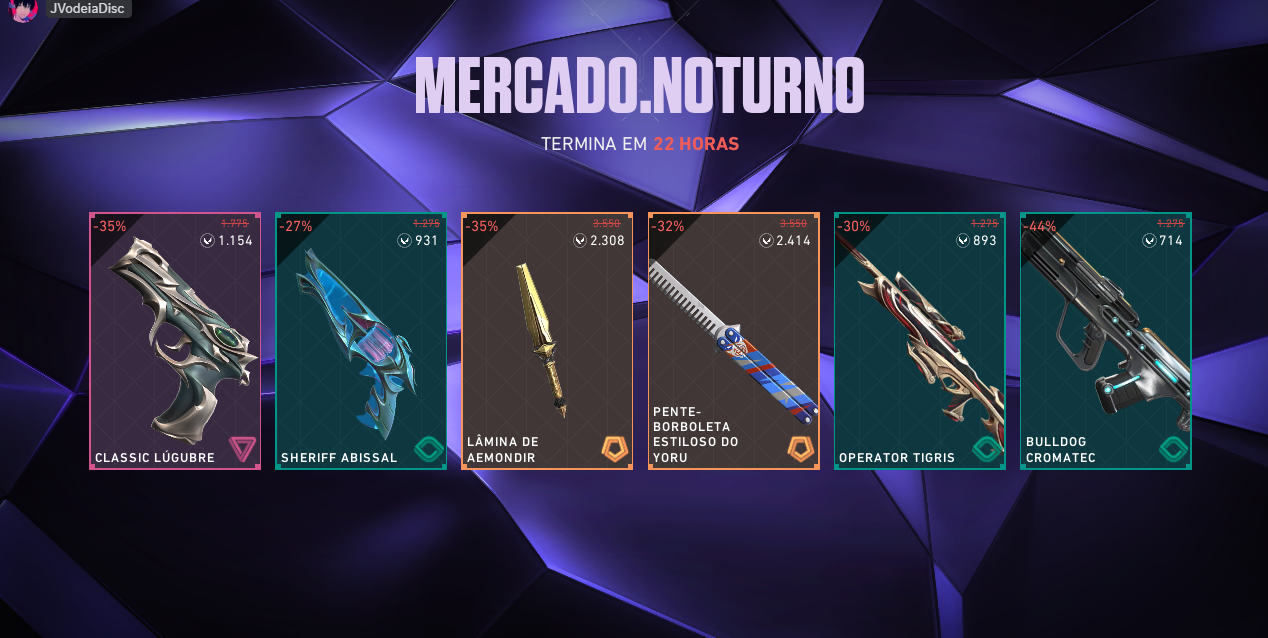 JVodeiaDisc
MERCADO.NOTURNO
TERMINA EM 22 HORAS
-35%
1.775
1.154
CLASSIC LÚGUBRE
-27%
1.275
931
SHERIFF ABISSAL
-35%
3.550
2.308
LÂMINA DE
AEMONDIR
-32%
3.550
2.414
PENTE-
BORBOLETA
ESTILOSO DO
YORU
-30%
1.275
893
OPERATOR TIGRIS
-44%
1.275
714
BULLDOG
CROMATEC